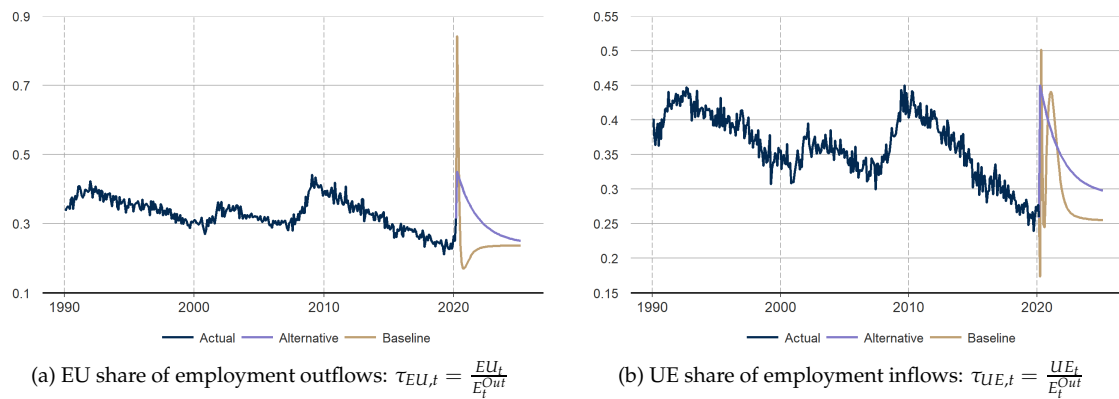 0.9
0.7
0.5
0.3
0.1
1990 2000 2010 2020
Actual Alternative Baseline
(a) EU share of employment outflows: τ_{EU,t} = \frac{EU_t}{E_t^{Out}}
0.55
0.5
0.45
0.4
0.35
0.3
0.25
0.2
0.15
1990 2000 2010 2020
Actual Alternative Baseline
(b) UE share of employment inflows: τ_{UE,t} = \frac{UE_t}{E_t^{Out}}